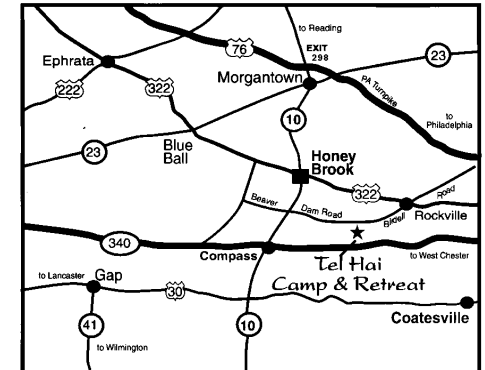 to Reading
76
EXIT
298
23
Ephrata
Morgantown
PA Turnpike
222
322
10
to
Philadelphia
Blue
Ball
23
Honey
Brook
322
Beaver
Dam Road
Bildell
Road
Rockville
340
Compass
to West Chester
Tel Hai
Camp & Retreat
to Lancaster
Gap
30
Coatesville
41
10
to Wilmington